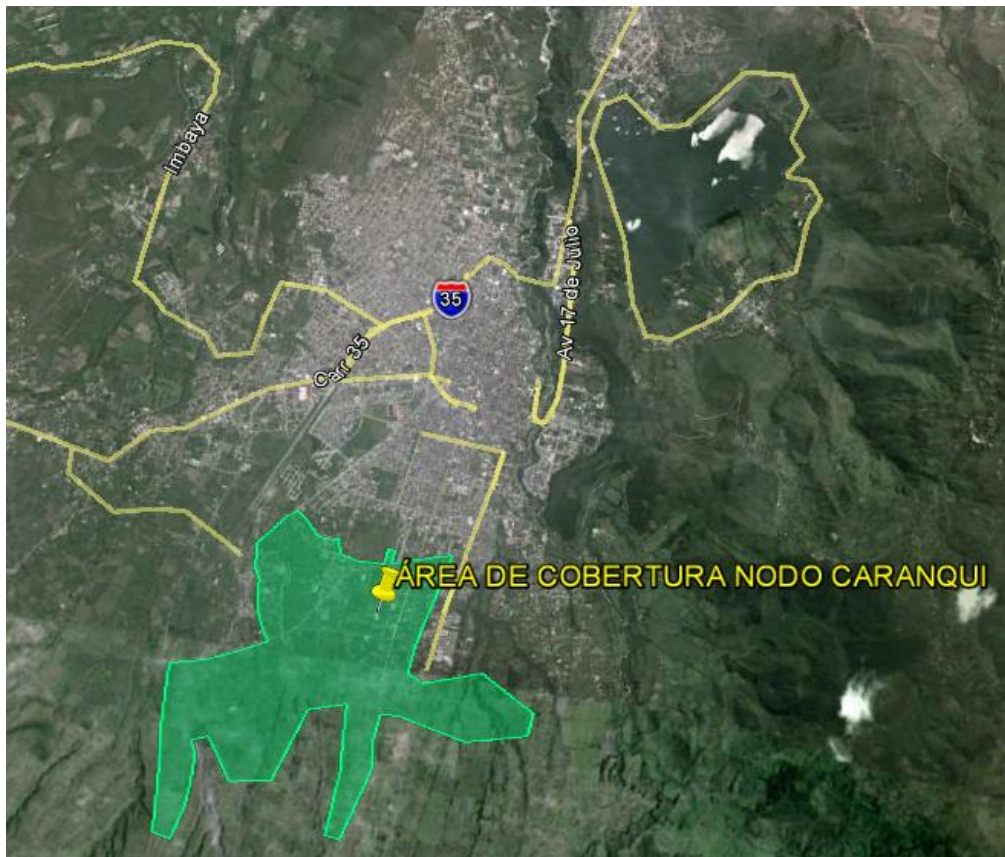 Imbaya
35
Av 17 de Julio
Carr 35
ÁREA DE COBERTURA NODO CARANQUI